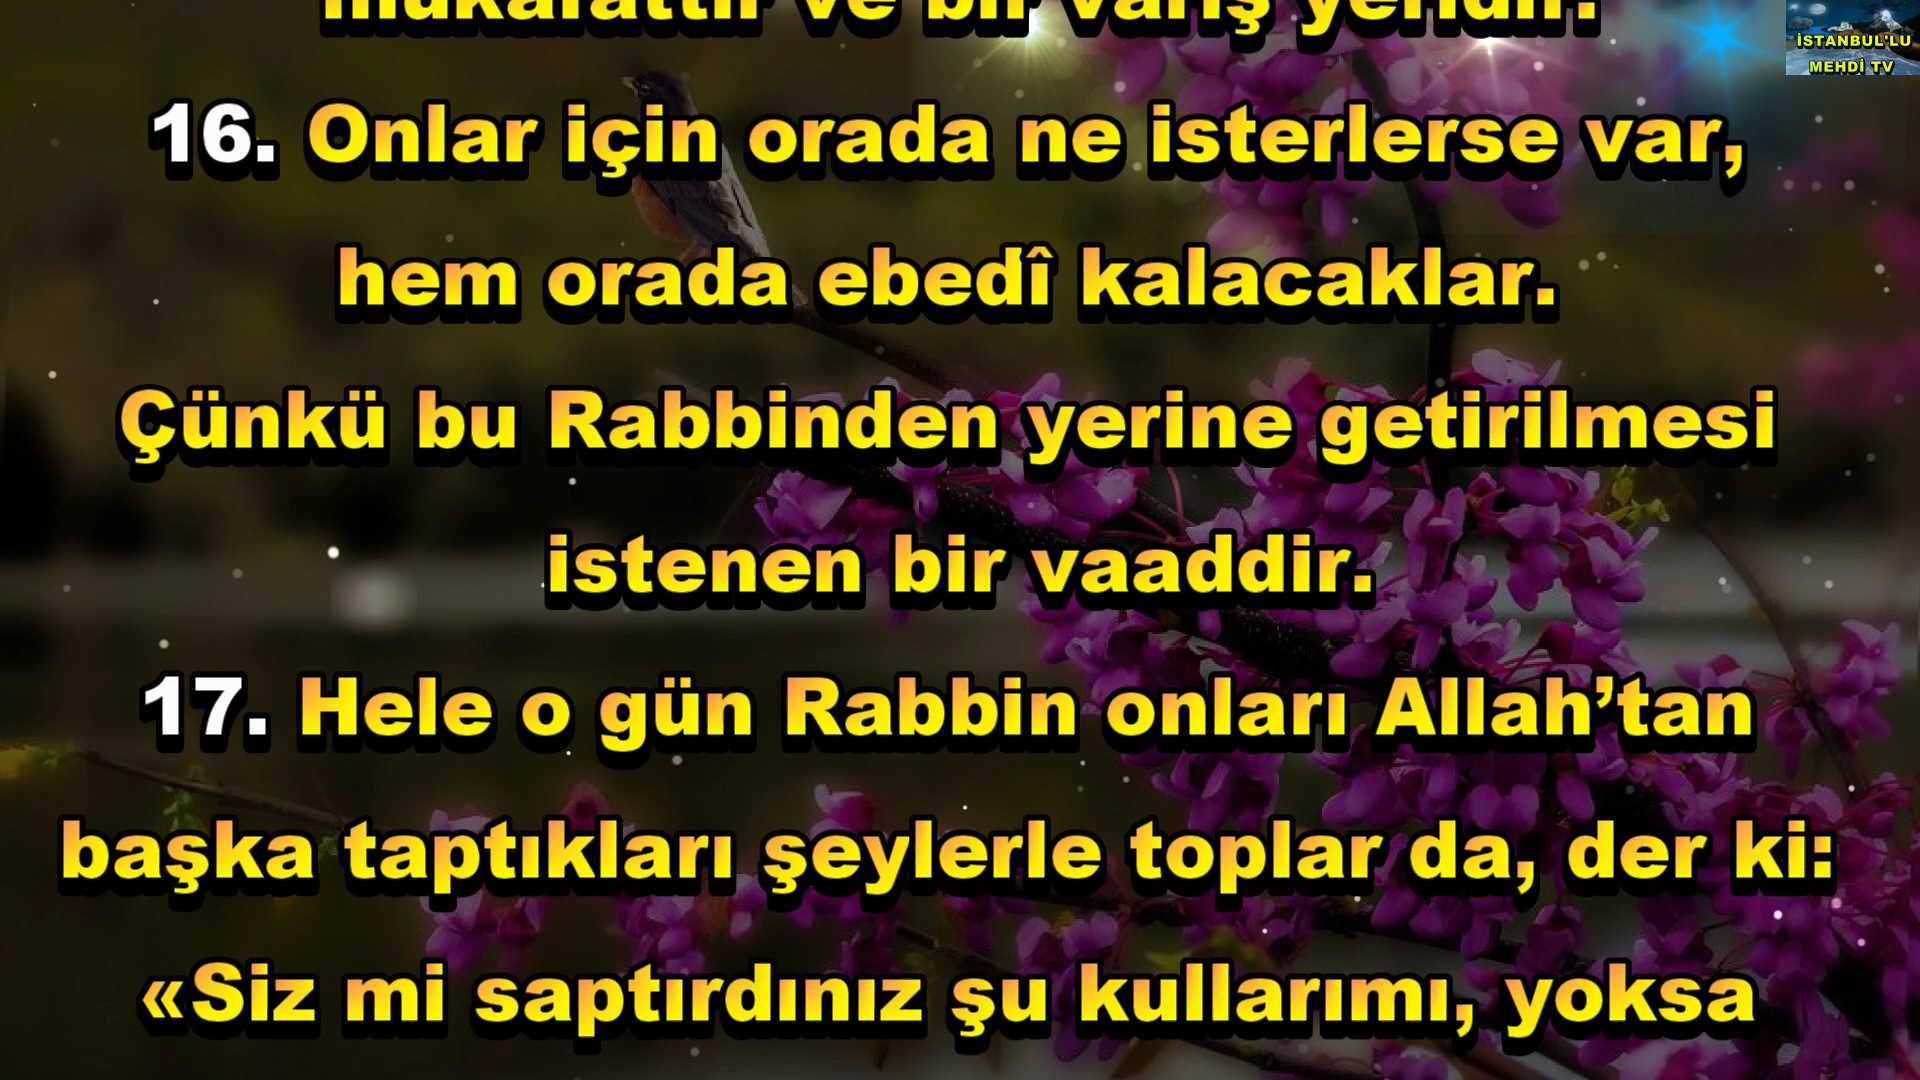 mükâfattır ve bir varış yeridir.
İSTANBUL'LU
MEHDİ TV
16. Onlar için orada ne isterlerse var,
hem orada ebedî kalacaklar.
Çünkü bu Rabbinden yerine getirilmesi
istenen bir vaaddir.
17. Hele o gün Rabbin onları Allah’tan
başka taptıkları şeylerle toplar da, der ki:
«Siz mi saptırdınız şu kullarımı, yoksa